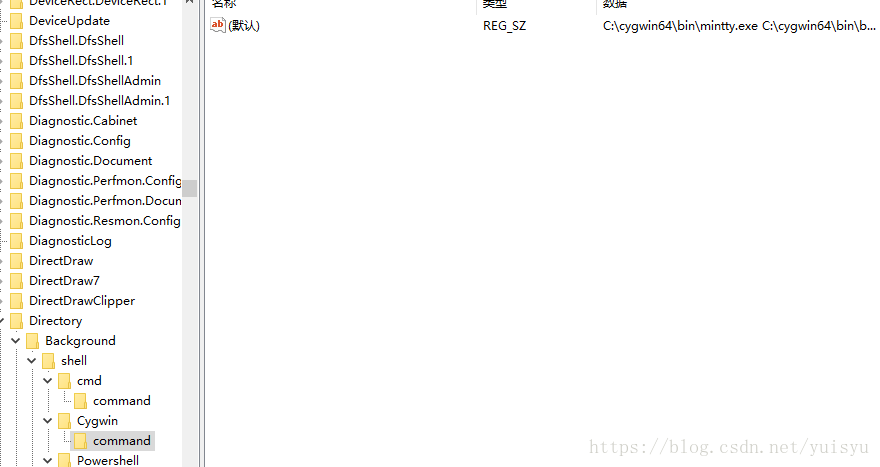 DeviceRect.DeviceRect.1
DeviceUpdate
DfsShell.DfsShell
DfsShell.DfsShell.1
DfsShell.DfsShellAdmin
DfsShell.DfsShellAdmin.1
Diagnostic.Cabinet
Diagnostic.Config
Diagnostic.Document
Diagnostic.Perfmon.Config
Diagnostic.Perfmon.Docun
Diagnostic.Resmon.Config
DiagnosticLog
DirectDraw
DirectDraw7
DirectDrawClipper
Directory
Background
shell
cmd
command
Cygwin
command
Powershell
名称 类型 数据
ab (默认) REG_SZ C:\cygwin64\bin\mintty.exe C:\cygwin64\bin\b...
https://blog.csdn.net/yuisyu